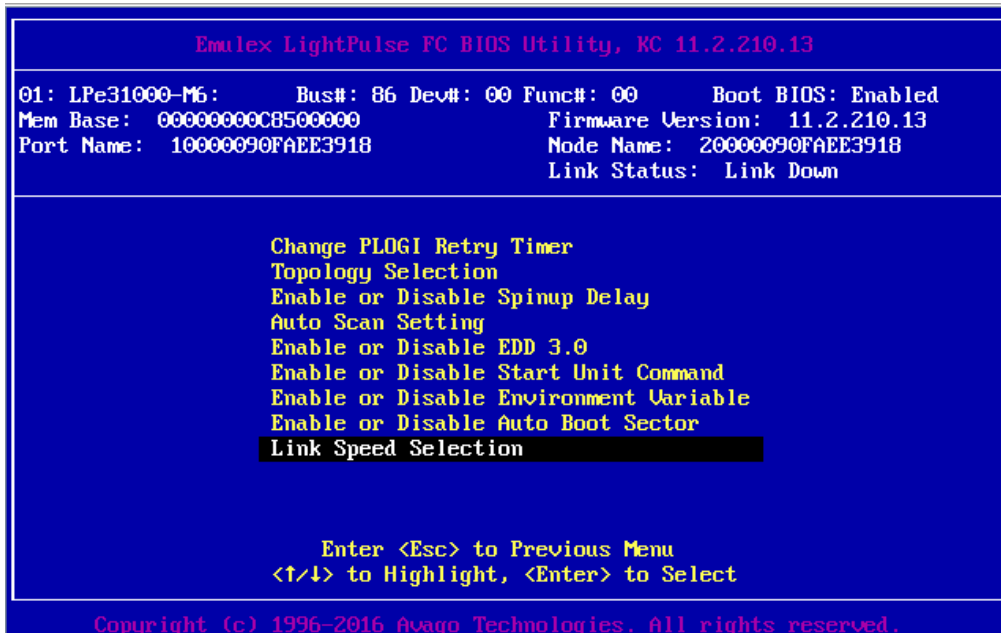 Emulex LightPulse FC BIOS Utility, KC 11.2.210.13
01: LPe31000-M6: Bus#: 86 Dev#: 00 Func#: 00 Boot BIOS: Enabled
Mem Base: 00000000C8500000 Firmware Version: 11.2.210.13
Port Name: 10000090FAEE3918 Node Name: 20000090FAEE3918
Link Status: Link Down
Change PLOGI Retry Timer
Topology Selection
Enable or Disable Spinup Delay
Auto Scan Setting
Enable or Disable EDD 3.0
Enable or Disable Start Unit Command
Enable or Disable Environment Variable
Enable or Disable Auto Boot Sector
Link Speed Selection
Enter <Esc> to Previous Menu
<↑/↓> to Highlight, <Enter> to Select
Copyright (c) 1996-2016 Avago Technologies. All rights reserved.